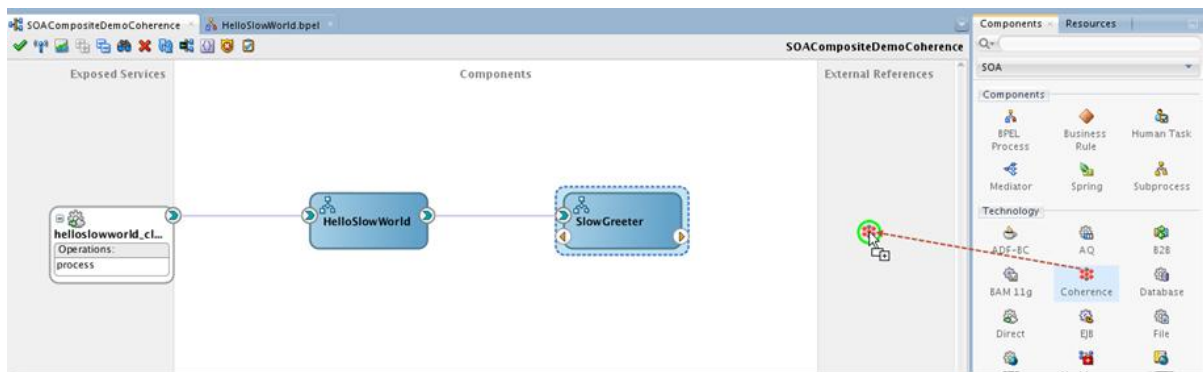 SOACompositeDemoCoherence
HelloSlowWorld.bpel
Components
Resources
SOACompositeDemoCoherence
SOA
Exposed Services
Components
External References
Components
BPEL Process
Business Rule
Human Task
Mediator
Spring
Subprocess
Technology
ADF-BC
AQ
B2B
BAM 11g
Coherence
Database
Direct
EJB
File
helloslowworld_cl...
Operations:
process
HelloSlowWorld
SlowGreeter